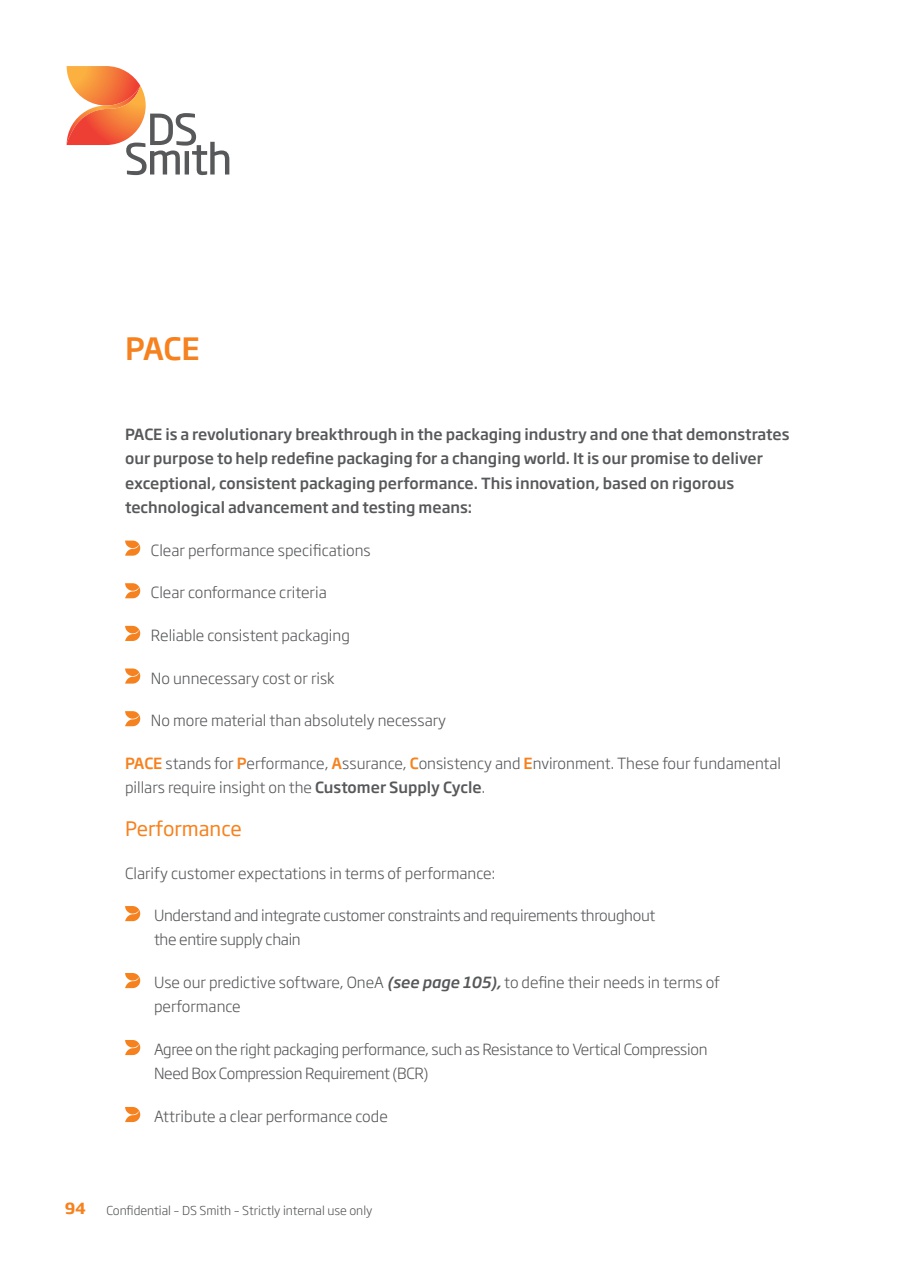 DS
Smith
PACE
PACE is a revolutionary breakthrough in the packaging industry and one that demonstrates
our purpose to help redefine packaging for a changing world. It is our promise to deliver
exceptional, consistent packaging performance. This innovation, based on rigorous
technological advancement and testing means:
Clear performance specifications
Clear conformance criteria
Reliable consistent packaging
No unnecessary cost or risk
No more material than absolutely necessary
PACE stands for Performance, Assurance, Consistency and Environment. These four fundamental
pillars require insight on the Customer Supply Cycle.
Performance
Clarify customer expectations in terms of performance:
Understand and integrate customer constraints and requirements throughout
the entire supply chain
Use our predictive software, OneA (see page 105), to define their needs in terms of
performance
Agree on the right packaging performance, such as Resistance to Vertical Compression
Need Box Compression Requirement (BCR)
Attribute a clear performance code
94 Confidential – DS Smith – Strictly internal use only